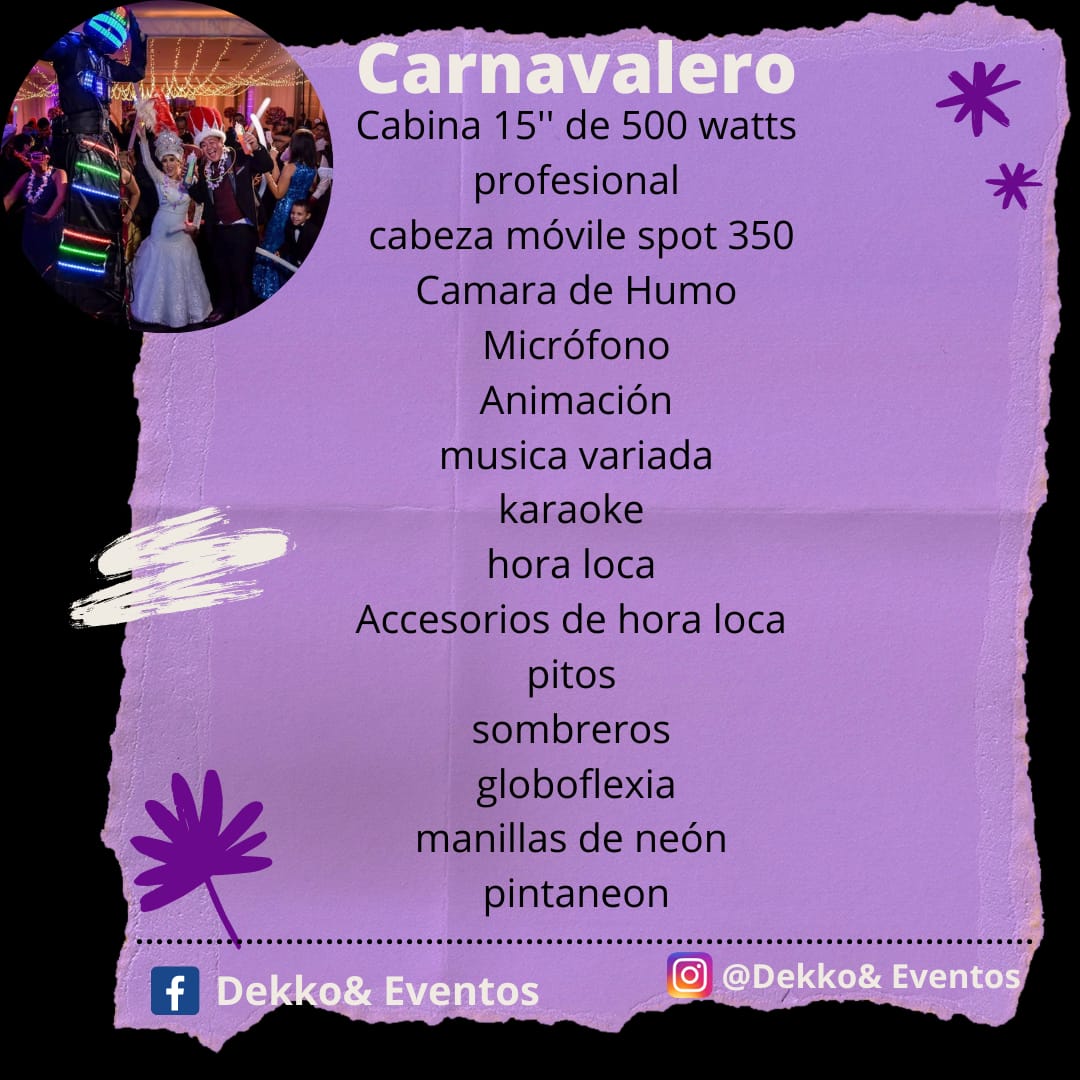 Carnavalero
Cabina 15'' de 500 watts
profesional
cabeza móvile spot 350
Camara de Humo
Micrófono
Animación
musica variada
karaoke
hora loca
Accesorios de hora loca
pitos
sombreros
globoflexia
manillas de neón
pintaneon
Dekko& Eventos
@Dekko& Eventos